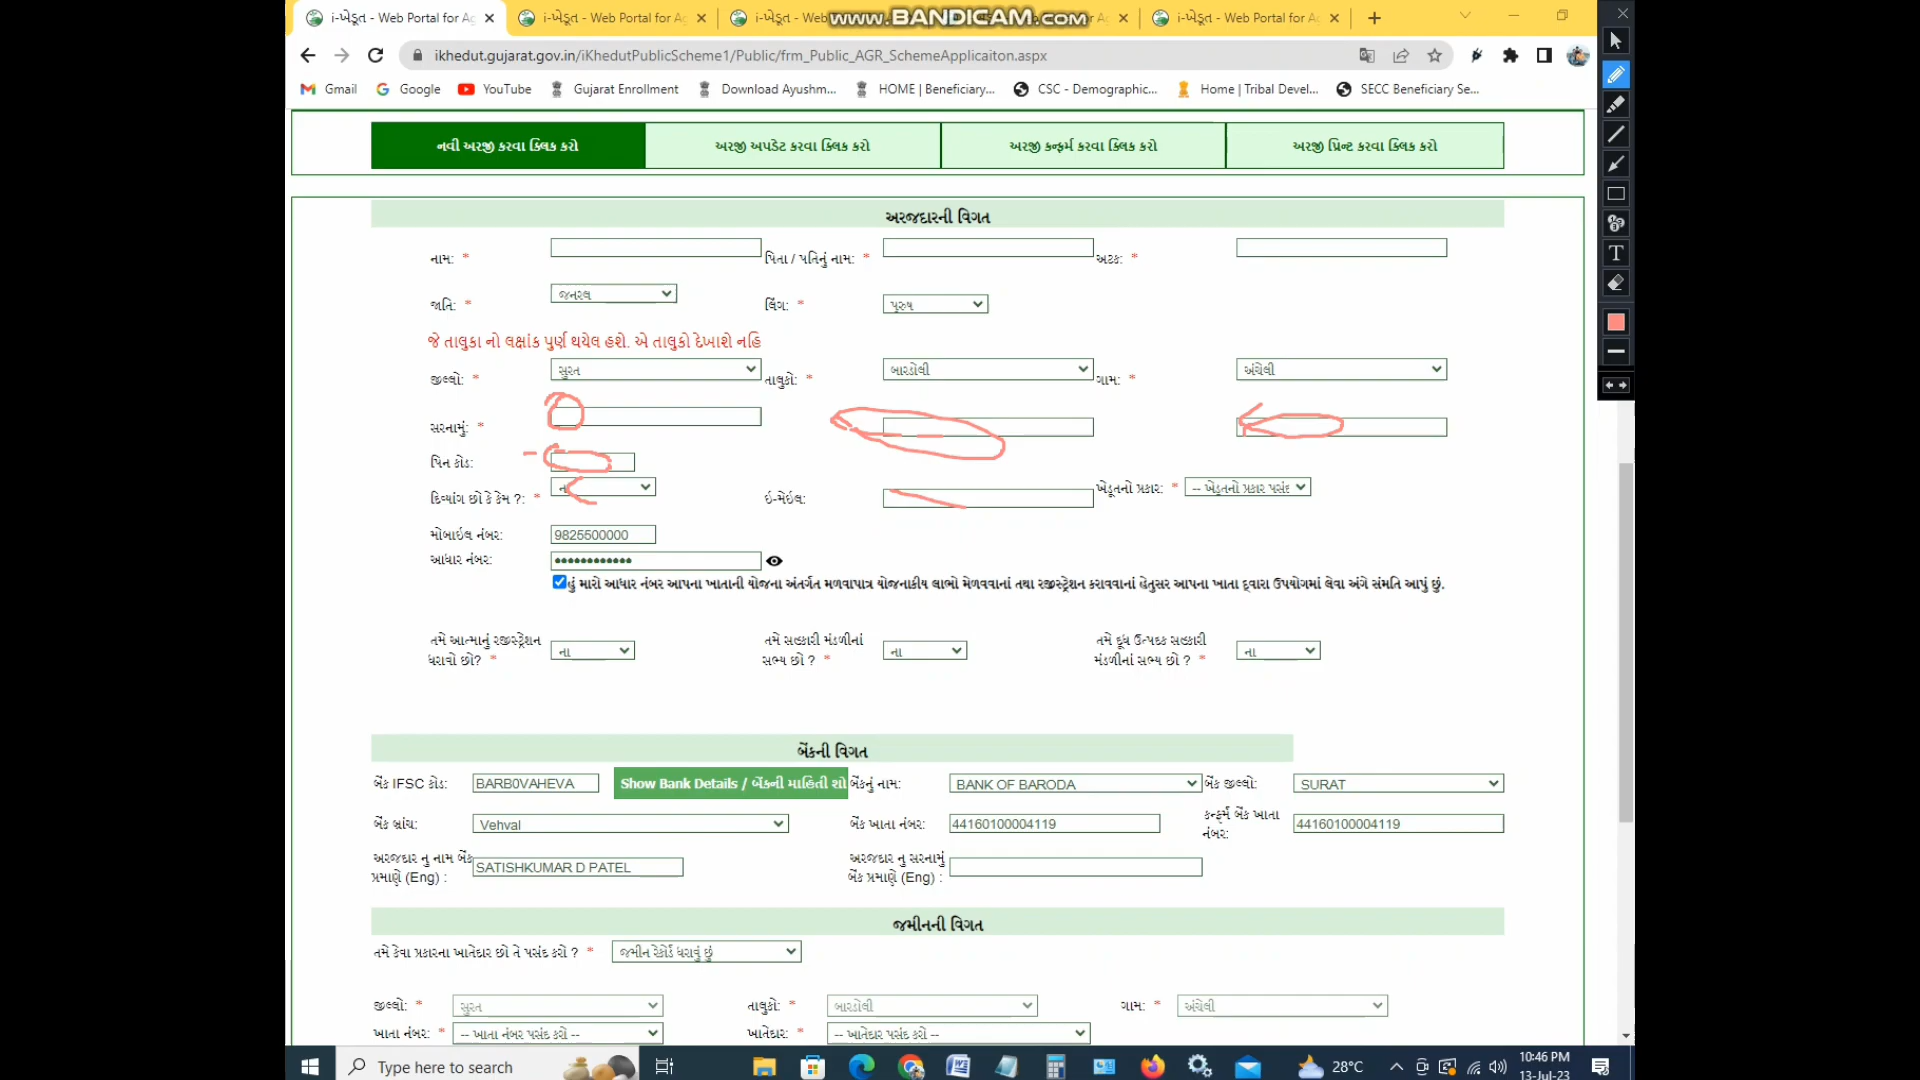 i-ખેડૂત - Web Portal for Ag
i-ખેડૂત - Web Portal for A
i-ખેડૂત - Web
i-ખેડૂત - Web Portal for A
www.BANDICAM.com
ikhedut.gujarat.gov.in/iKhedutPublicScheme1/Public/frm_Public_AGR_SchemeApplicaiton.aspx
Gmail Google YouTube Gujarat Enrollment Download Ayushm... HOME | Beneficiary... CSC - Demographic... Home | Tribal Devel... SECC Beneficiary Se...
નવી અરજી કરવા ક્લિક કરો અરજી અપડેટ કરવા ક્લિક કરો અરજી કન્ફર્મ કરવા ક્લિક કરો અરજી પ્રિન્ટ કરવા ક્લિક કરો
અરજદારની વિગત
નામ: * પિતા / પતિનું નામ: * અટક: *
જાતિ: * જનરલ લિંગ: * પુરુષ
જે તાલુકા નો લક્ષાંક પુર્ણ થયેલ હશે. એ તાલુકો દેખાશે નહિ
જીલ્લો: * સુરત તાલુકો: * બારડોલી ગામ: * અંચેલી
સરનામું: *
પિન કોડ:
દિવ્યાંગ છો કે કેમ ?: * ઈ-મેઈલ: ખેડૂતનો પ્રકાર: * -- ખેડૂતનો પ્રકાર પસંદ
મોબાઈલ નંબર: 9825500000
આધાર નંબર: ••••••••••••
હું મારો આધાર નંબર આપના ખાતાની યોજના અંતર્ગત મળવાપાત્ર યોજનાકીય લાભો મેળવવાનાં તથા રજીસ્ટ્રેશન કરાવવાનાં હેતુસર આપના ખાતા દ્વારા ઉપયોગમાં લેવા અંગે સંમતિ આપું છું.
તમે આત્માનું રજીસ્ટ્રેશન ધરાવો છો? * ના તમે સહકારી મંડળીનાં સભ્ય છો ? * ના તમે દૂધ ઉત્પાદક સહકારી મંડળીનાં સભ્ય છો ? * ના
બેંકની વિગત
બેંક IFSC કોડ: BARB0VAHEVA Show Bank Details / બેંકની માહિતી શો બેંકનું નામ: BANK OF BARODA બેંક જીલ્લો: SURAT
બેંક બ્રાંચ: Vehval બેંક ખાતા નંબર: 44160100004119 કન્ફર્મ બેંક ખાતા નંબર: 44160100004119
અરજદાર નુ નામ બેંક પ્રમાણે (Eng) : SATISHKUMAR D PATEL અરજદાર નુ સરનામું બેંક પ્રમાણે (Eng) :
જમીનની વિગત
તમે કેવા પ્રકારના ખાતેદાર છો તે પસંદ કરો ? * જમીન રેકોર્ડ ધરાવું છું
જીલ્લો: * સુરત તાલુકો: * બારડોલી ગામ: * અંચેલી
ખાતા નંબર: * -- ખાતા નંબર પસંદ કરો -- ખાતેદાર: * -- ખાતેદાર પસંદ કરો --
Type here to search 28°C 10:46 PM
13-Jul-23